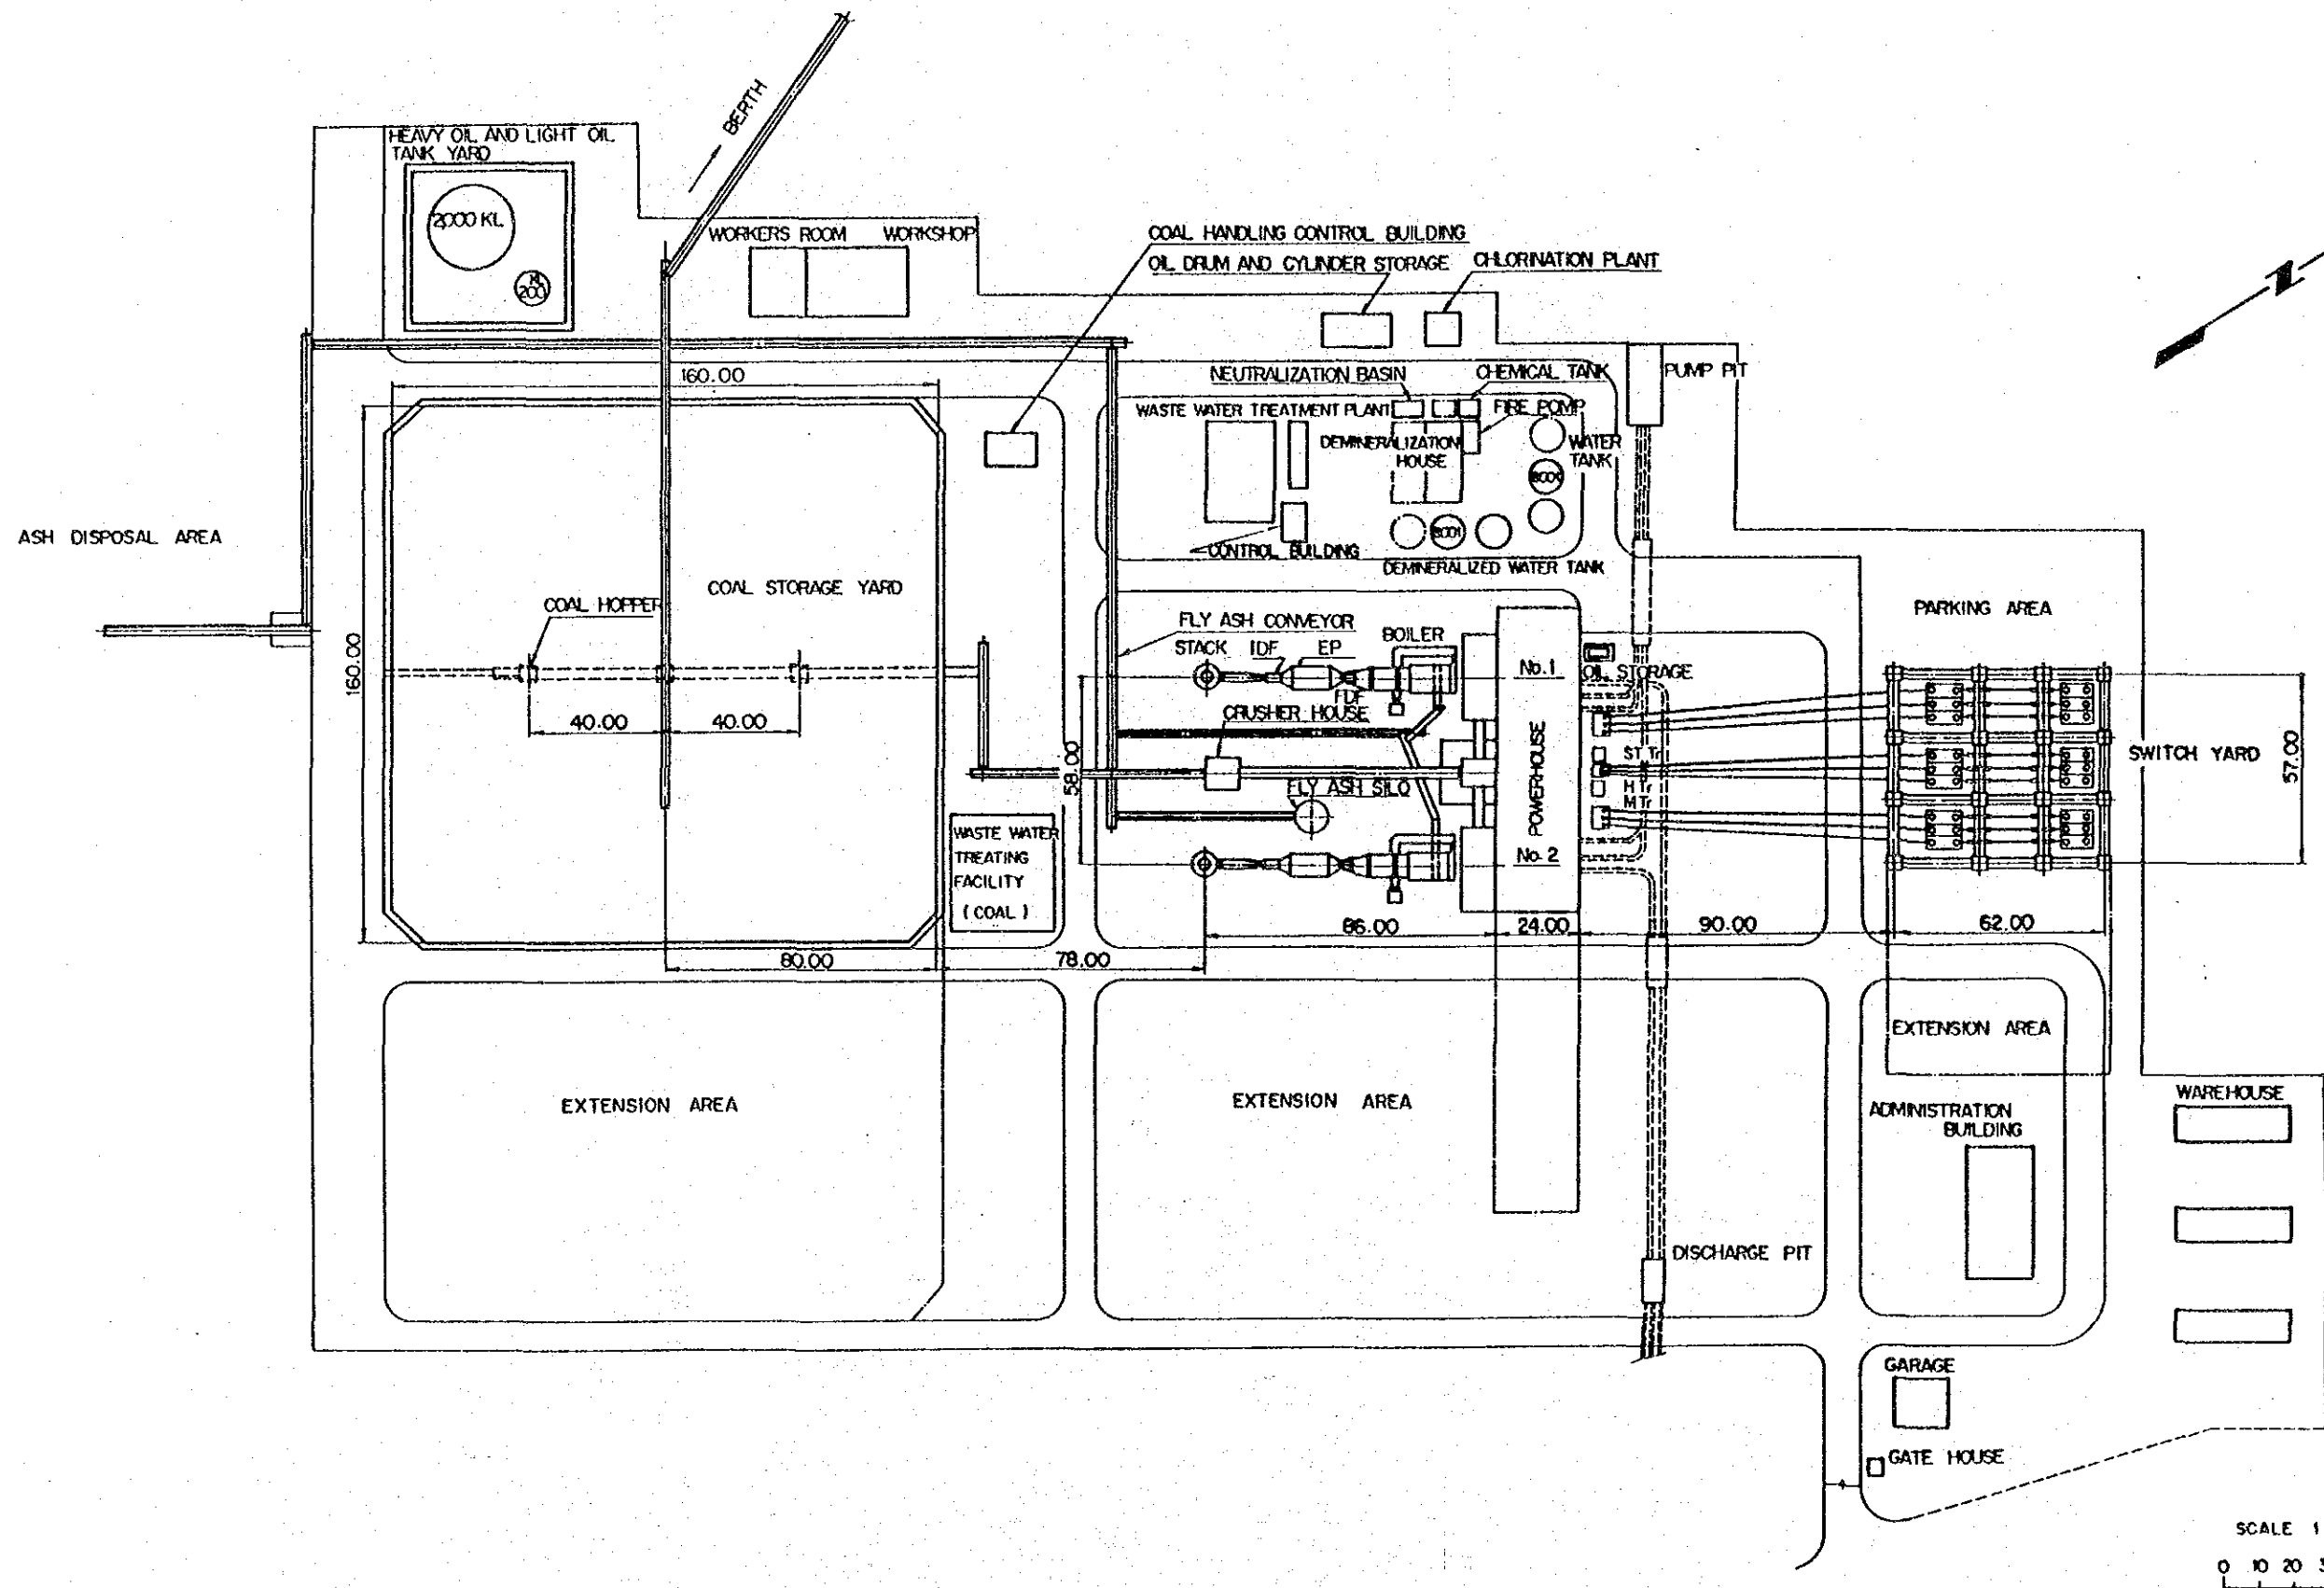 BERTH
HEAVY OIL AND LIGHT OIL
TANK YARD
2000 KL
KL
200
WORKERS ROOM
WORKSHOP
COAL HANDLING CONTROL BUILDING
OIL DRUM AND CYLINDER STORAGE
CHLORINATION PLANT
N
160.00
NEUTRALIZATION BASIN
CHEMICAL TANK
PUMP PIT
WASTE WATER TREATMENT PLANT
FIRE PUMP
DEMINERALIZATION
HOUSE
WATER
TANK
CONTROL BUILDING
DEMINERALIZED WATER TANK
ASH DISPOSAL AREA
COAL STORAGE YARD
COAL HOPPER
160.00
40.00
40.00
FLY ASH CONVEYOR
STACK
IDF
EP
BOILER
FDF
CRUSHER HOUSE
FLY ASH SILO
58.00
No. 1
POWERHOUSE
No. 2
OIL STORAGE
ST Tr
H Tr
M Tr
PARKING AREA
SWITCH YARD
57.00
WASTE WATER
TREATING
FACILITY
( COAL )
86.00
24.00
90.00
62.00
80.00
78.00
EXTENSION AREA
EXTENSION AREA
EXTENSION AREA
ADMINISTRATION
BUILDING
WAREHOUSE
DISCHARGE PIT
GARAGE
GATE HOUSE
SCALE 1
0 10 20